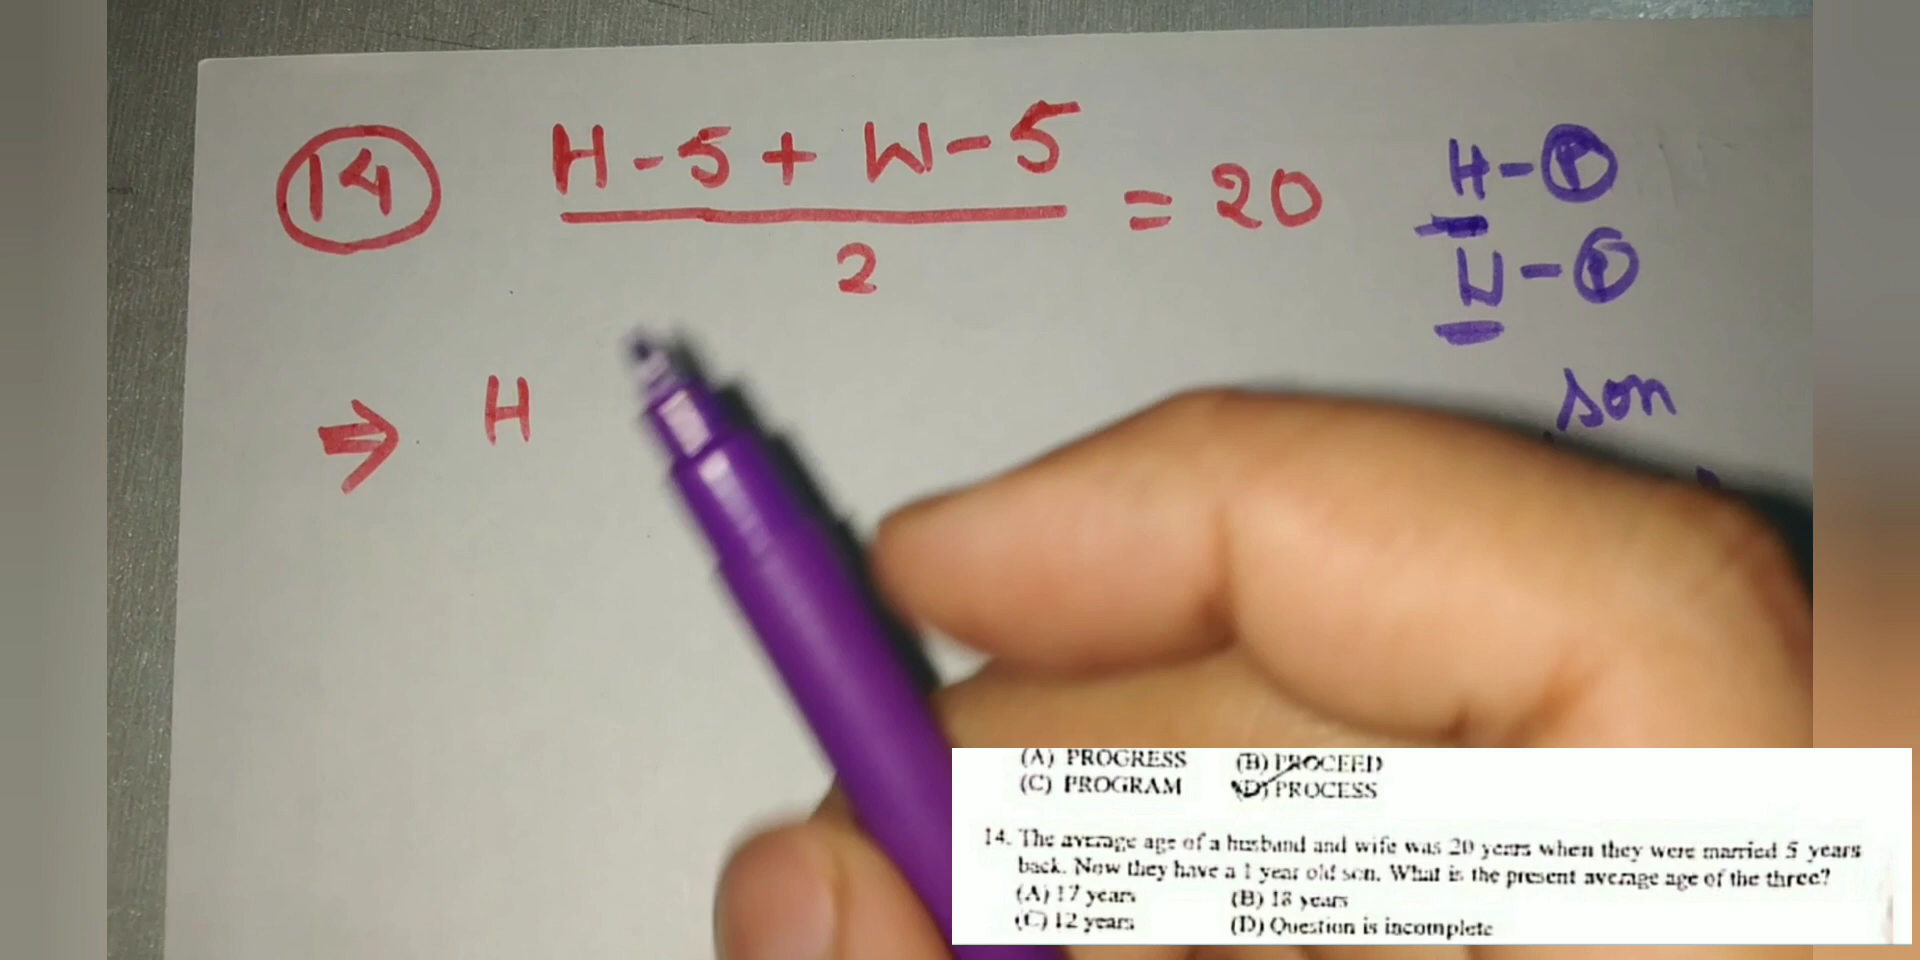 14
H-5 + W-5
2
= 20
H-P
W-P
son
⇒ H
(A) PROGRESS (B) PROCEED
(C) PROGRAM (D) PROCESS
14. The average age of a husband and wife was 20 years when they were married 5 years
back. Now they have a 1 year old son. What is the present average age of the three?
(A) 17 years (B) 18 years
(C) 12 years (D) Question is incomplete